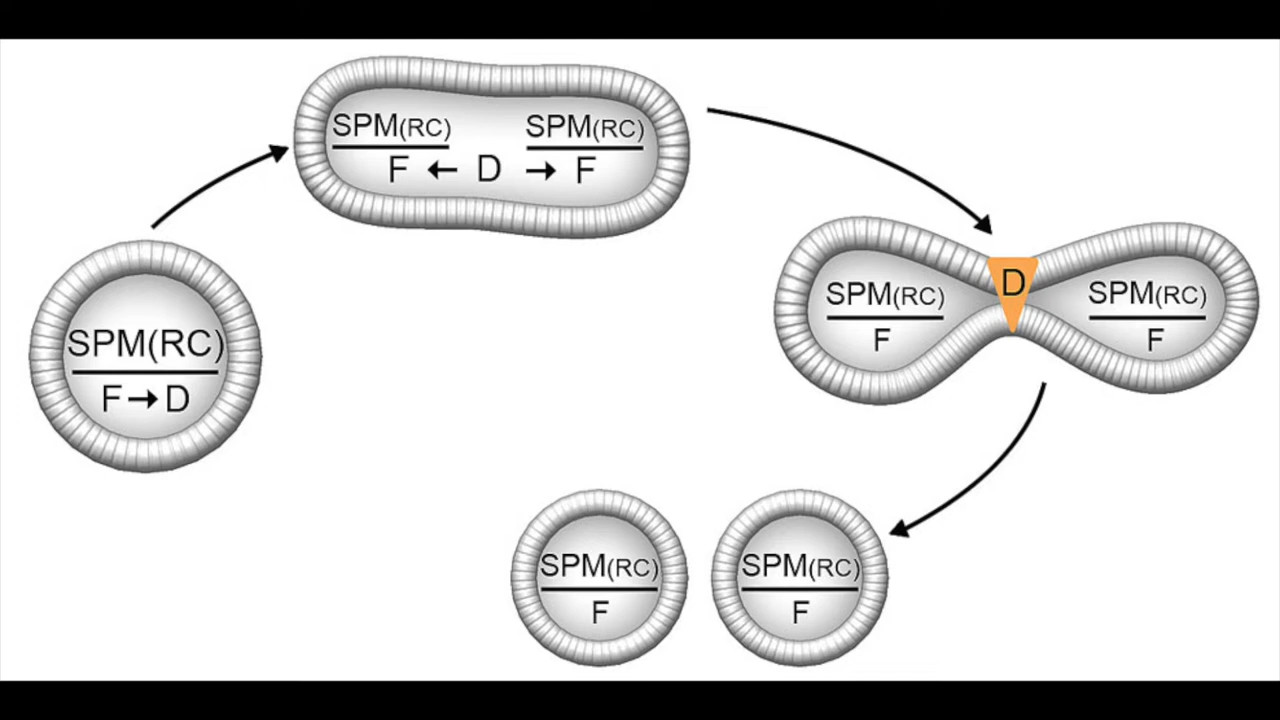 SPM(RC)
F → D
SPM(RC) SPM(RC)
F ← D → F
D
SPM(RC) SPM(RC)
F F
SPM(RC) SPM(RC)
F F